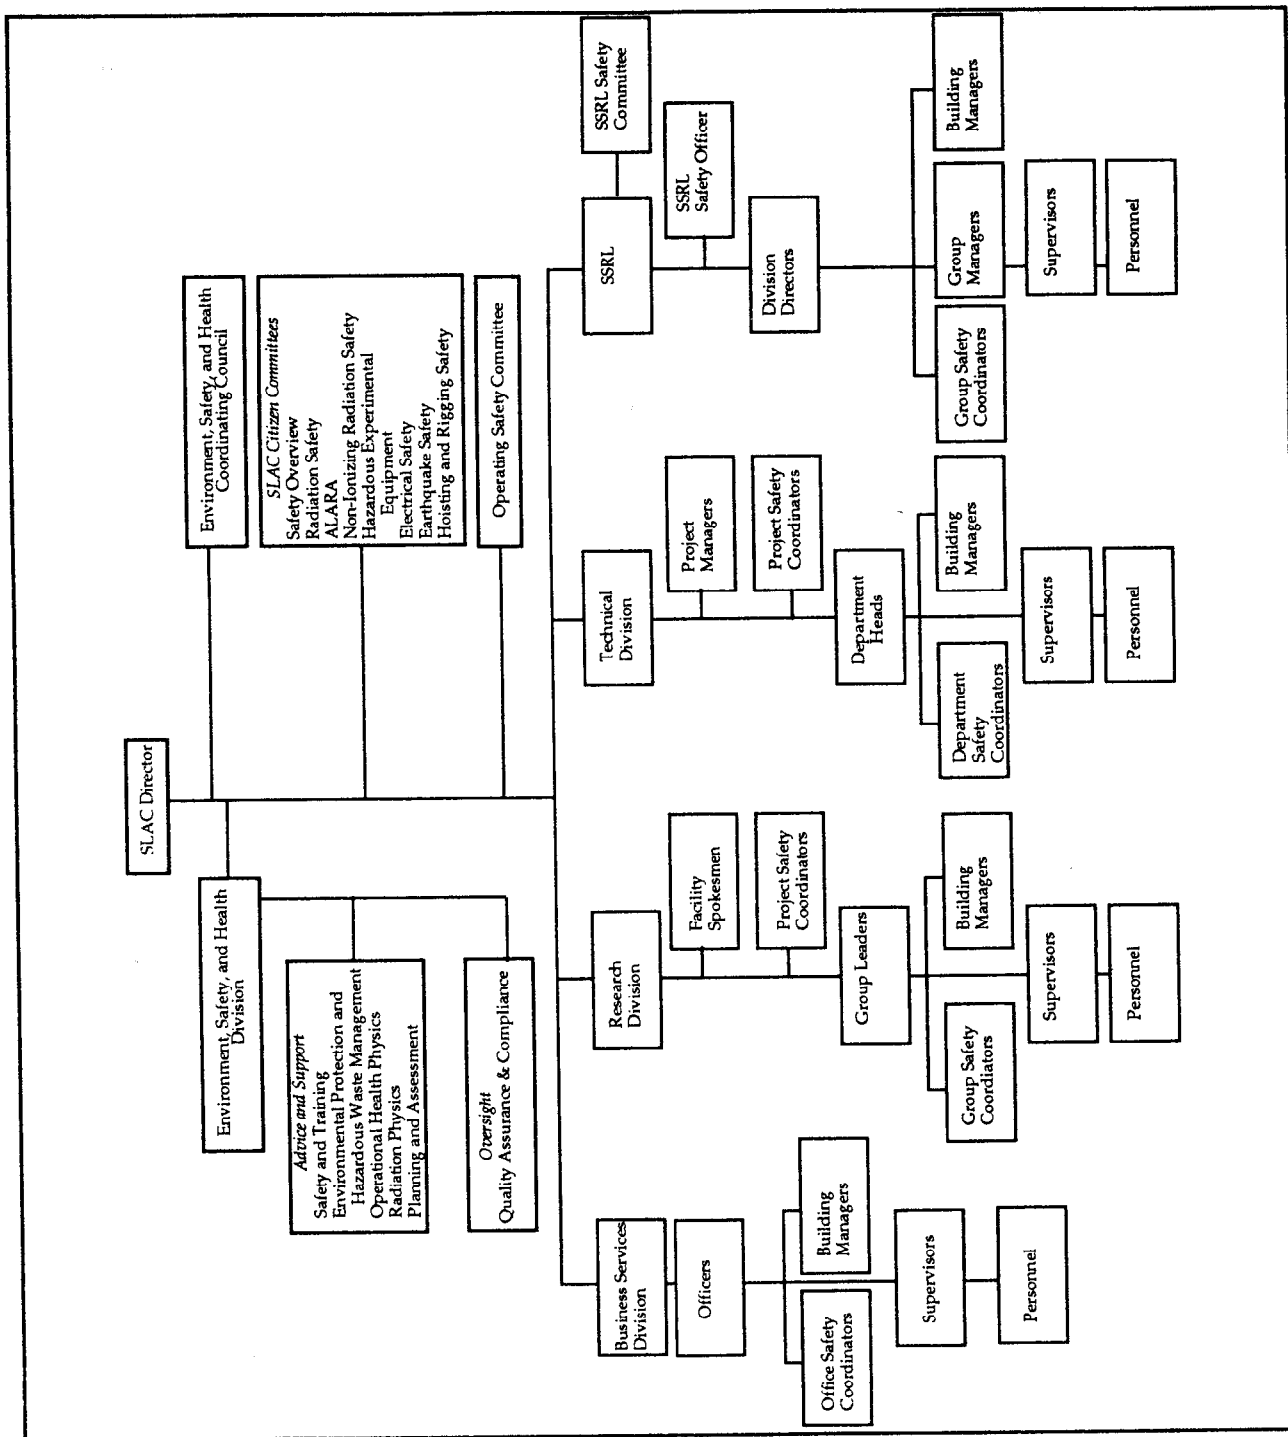 SLAC Director
Environment, Safety, and Health
Division
Advice and Support
Safety and Training
Environmental Protection and
Hazardous Waste Management
Operational Health Physics
Radiation Physics
Planning and Assessment
Oversight
Quality Assurance & Compliance
Environment, Safety, and Health
Coordinating Council
SLAC Citizen Committees
Safety Overview
Radiation Safety
ALARA
Non-Ionizing Radiation Safety
Hazardous Experimental
Equipment
Electrical Safety
Earthquake Safety
Hoisting and Rigging Safety
Operating Safety Committee
Business Services
Division
Officers
Office Safety
Coordinators
Building
Managers
Supervisors
Personnel
Research
Division
Facility
Spokesmen
Project Safety
Coordinators
Group Leaders
Group Safety
Coordiators
Building
Managers
Supervisors
Personnel
Technical
Division
Project
Managers
Project Safety
Coordinators
Department
Heads
Department
Safety
Coordinators
Building
Managers
Supervisors
Personnel
SSRL
SSRL Safety
Committee
SSRL
Safety Officer
Division
Directors
Group Safety
Coordinators
Group
Managers
Building
Managers
Supervisors
Personnel